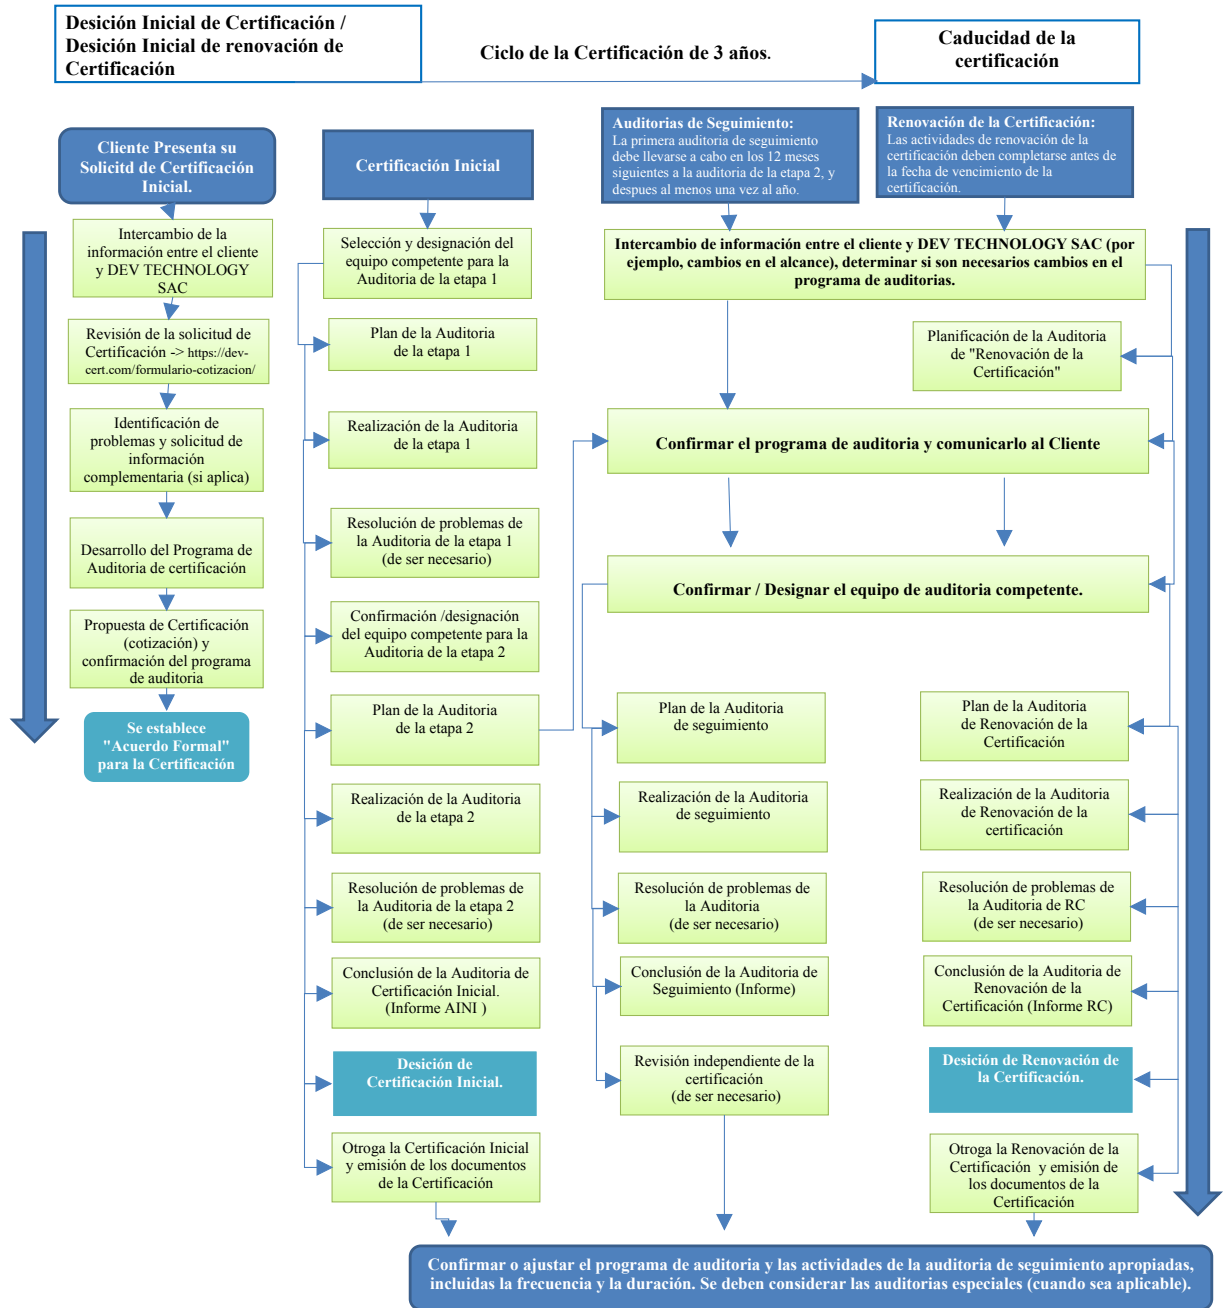 Desición Inicial de Certificación /
Desición Inicial de renovación de
Certificación
Ciclo de la Certificación de 3 años.
Caducidad de la
certificación
Cliente Presenta su
Solicitd de Certificación
Inicial.
Intercambio de la
información entre el cliente
y DEV TECHNOLOGY
SAC
Revisión de la solicitud de
Certificación -> https://dev-
cert.com/formulario-cotizacion/
Identificación de
problemas y solicitud de
información
complementaria (si aplica)
Desarrollo del Programa de
Auditoria de certificación
Propuesta de Certificación
(cotización) y
confirmación del programa
de auditoria
Se establece
"Acuerdo Formal"
para la Certificación
Certificación Inicial
Selección y designación del
equipo competente para la
Auditoria de la etapa 1
Plan de la Auditoria
de la etapa 1
Realización de la Auditoria
de la etapa 1
Resolución de problemas de
la Auditoria de la etapa 1
(de ser necesario)
Confirmación /designación
del equipo competente para la
Auditoria de la etapa 2
Plan de la Auditoria
de la etapa 2
Realización de la Auditoria
de la etapa 2
Resolución de problemas de
la Auditoria de la etapa 2
(de ser necesario)
Conclusión de la Auditoria de
Certificación Inicial.
(Informe AINI )
Desición de
Certificación Inicial.
Otroga la Certificación Inicial
y emisión de los documentos
de la Certificación
Auditorias de Seguimiento:
La primera auditoria de seguimiento
debe llevarse a cabo en los 12 meses
siguientes a la auditoria de la etapa 2, y
despues al menos una vez al año.
Renovación de la Certificación:
Las actividades de renovación de la
certificación deben completarse antes de
la fecha de vencimiento de la
certificación.
Intercambio de información entre el cliente y DEV TECHNOLOGY SAC (por
ejemplo, cambios en el alcance), determinar si son necesarios cambios en el
programa de auditorias.
Planificación de la Auditoria
de "Renovación de la
Certificación"
Confirmar el programa de auditoria y comunicarlo al Cliente
Confirmar / Designar el equipo de auditoria competente.
Plan de la Auditoria
de seguimiento
Realización de la Auditoria
de seguimiento
Resolución de problemas de
la Auditoria
(de ser necesario)
Conclusión de la Auditoria de
Seguimiento (Informe)
Revisión independiente de la
certificación
(de ser necesario)
Plan de la Auditoria
de Renovación de la
Certificación
Realización de la Auditoria
de Renovación de la
certificación
Resolución de problemas de
la Auditoria de RC
(de ser necesario)
Conclusión de la Auditoria de
Renovación de la
Certificación (Informe RC)
Desición de Renovación de
la Certificación.
Otroga la Renovación de la
Certificación y emisión de
los documentos de la
Certificación
Confirmar o ajustar el programa de auditoria y las actividades de la auditoria de seguimiento apropiadas,
incluidas la frecuencia y la duración. Se deben considerar las auditorias especiales (cuando sea aplicable).